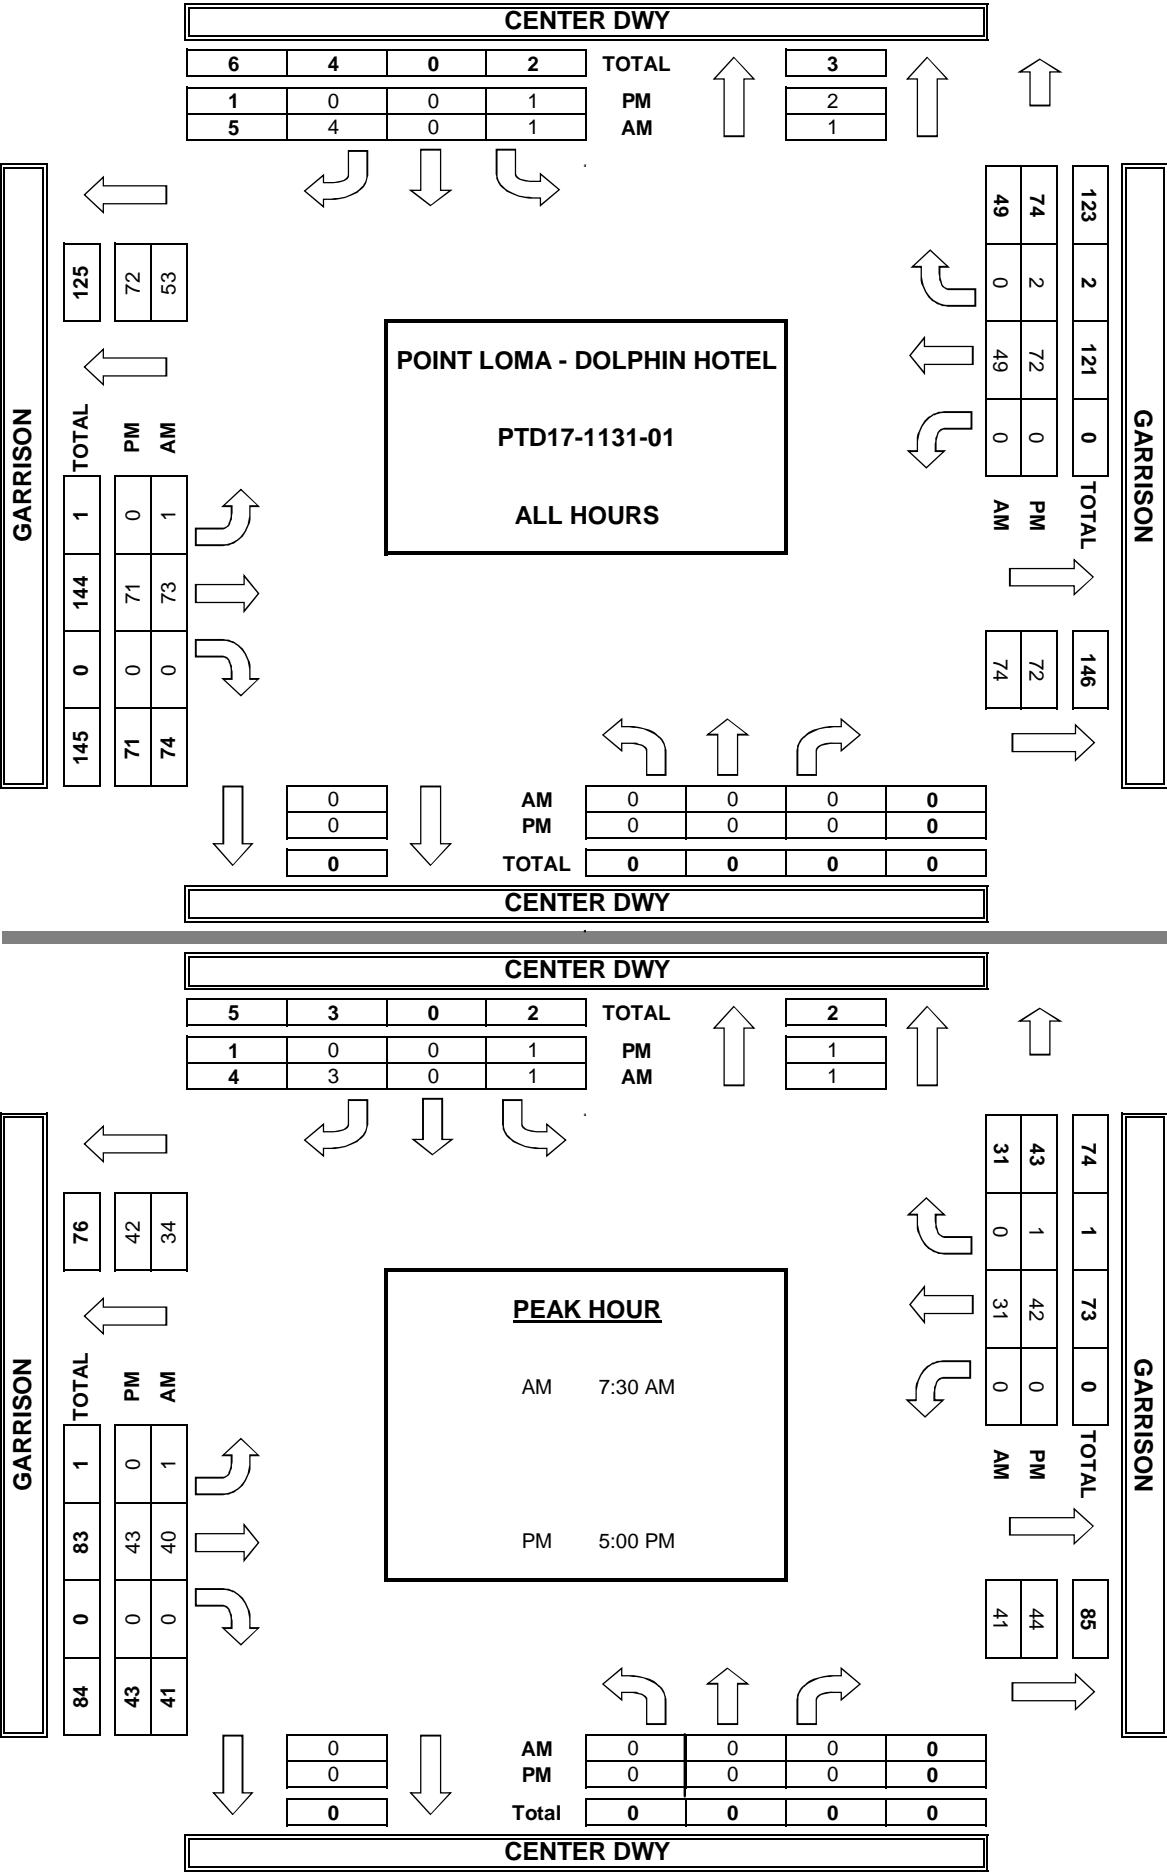 CENTER DWY
6 4 0 2 TOTAL 3
1 0 0 1 PM 2
5 4 0 1 AM 1
GARRISON
125
72
53
TOTAL
PM
AM
1 144 0 145
0 71 0 71
1 73 0 74
POINT LOMA - DOLPHIN HOTEL
PTD17-1131-01
ALL HOURS
49 0 49 0 AM
74 2 72 0 PM
123 2 121 0 TOTAL
74
72
146
GARRISON
0 AM 0 0 0 0
0 PM 0 0 0 0
0 TOTAL 0 0 0 0
CENTER DWY
CENTER DWY
5 3 0 2 TOTAL 2
1 0 0 1 PM 1
4 3 0 1 AM 1
GARRISON
76
42
34
TOTAL
PM
AM
1 83 0 84
0 43 0 43
1 40 0 41
PEAK HOUR
AM 7:30 AM
PM 5:00 PM
31 0 31 0 AM
43 1 42 0 PM
74 1 73 0 TOTAL
41
44
85
GARRISON
0 AM 0 0 0 0
0 PM 0 0 0 0
0 Total 0 0 0 0
CENTER DWY